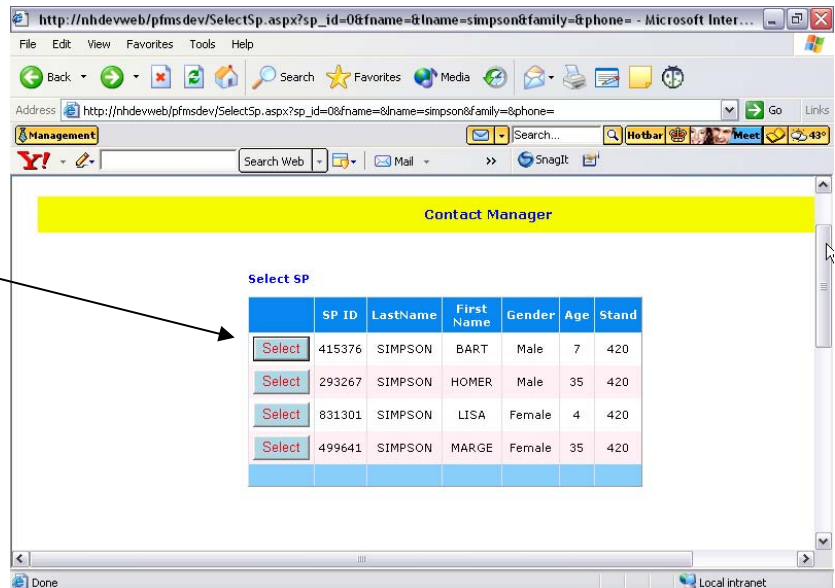 http://nhdevweb/pfmsdev/SelectSp.aspx?sp_id=0&fname=&lname=simpson&family=&phone= - Microsoft Inter...
File Edit View Favorites Tools Help
Back Search Favorites Media
Address http://nhdevweb/pfmsdev/SelectSp.aspx?sp_id=0&fname=&lname=simpson&family=&phone= Go Links
Management Search... Hotbar Meet 43°
Y! Search Web Mail >> SnagIt
Contact Manager
Select SP
SP ID LastName First Name Gender Age Stand
Select 415376 SIMPSON BART Male 7 420
Select 293267 SIMPSON HOMER Male 35 420
Select 831301 SIMPSON LISA Female 4 420
Select 499641 SIMPSON MARGE Female 35 420
Done Local intranet